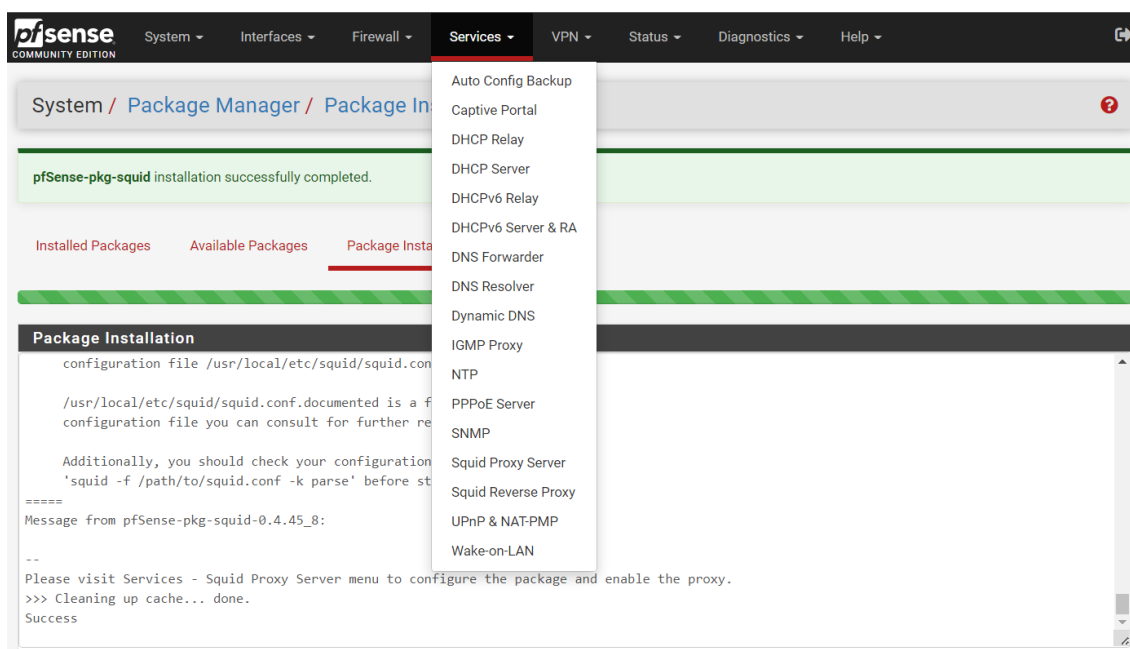 pfsense
COMMUNITY EDITION
System Interfaces Firewall Services VPN Status Diagnostics Help
Auto Config Backup
Captive Portal
DHCP Relay
DHCP Server
DHCPv6 Relay
DHCPv6 Server & RA
DNS Forwarder
DNS Resolver
Dynamic DNS
IGMP Proxy
NTP
PPPoE Server
SNMP
Squid Proxy Server
Squid Reverse Proxy
UPnP & NAT-PMP
Wake-on-LAN
System / Package Manager / Package In
pfSense-pkg-squid installation successfully completed.
Installed Packages Available Packages Package Insta
Package Installation
configuration file /usr/local/etc/squid/squid.con
/usr/local/etc/squid/squid.conf.documented is a f
configuration file you can consult for further re
Additionally, you should check your configuration
'squid -f /path/to/squid.conf -k parse' before st
=====
Message from pfSense-pkg-squid-0.4.45_8:
--
Please visit Services - Squid Proxy Server menu to configure the package and enable the proxy.
>>> Cleaning up cache... done.
Success